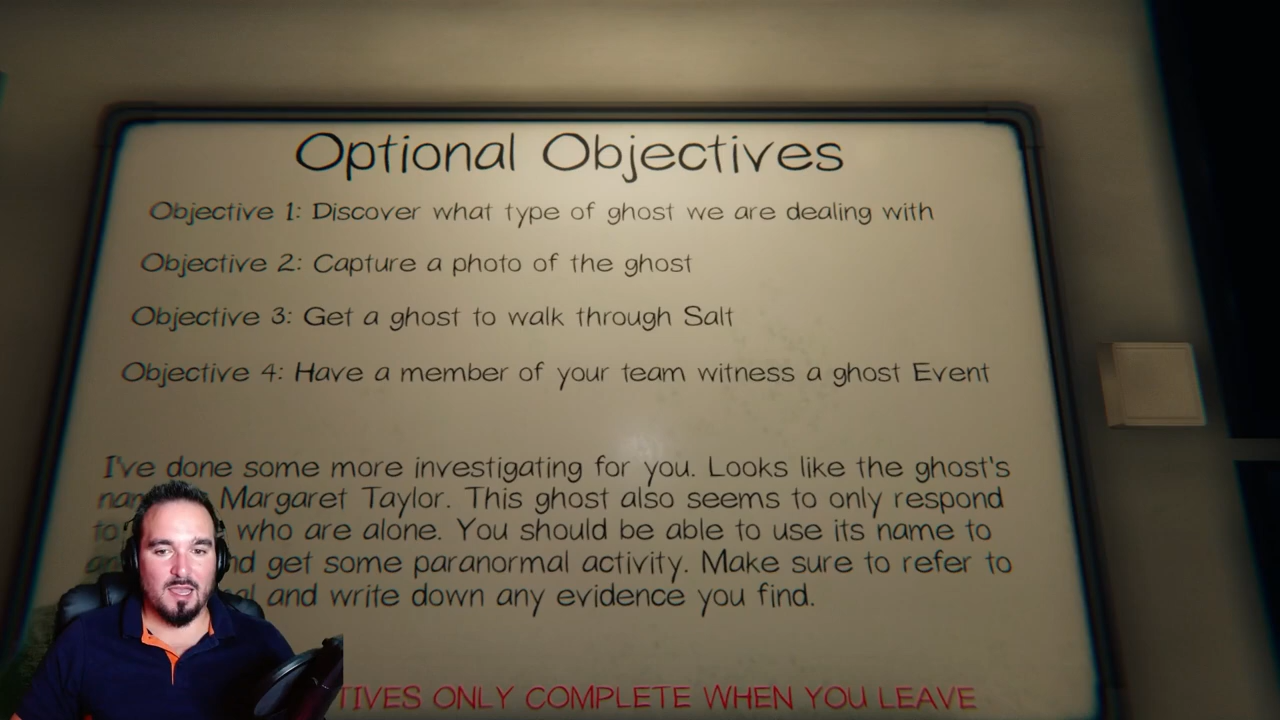 Optional Objectives
Objective 1: Discover what type of ghost we are dealing with
Objective 2: Capture a photo of the ghost
Objective 3: Get a ghost to walk through Salt
Objective 4: Have a member of your team witness a ghost Event
I've done some more investigating for you. Looks like the ghost's
Margaret Taylor. This ghost also seems to only respond
to who are alone. You should be able to use its name to
get some paranormal activity. Make sure to refer to
and write down any evidence you find.
ONLY COMPLETE WHEN YOU LEAVE